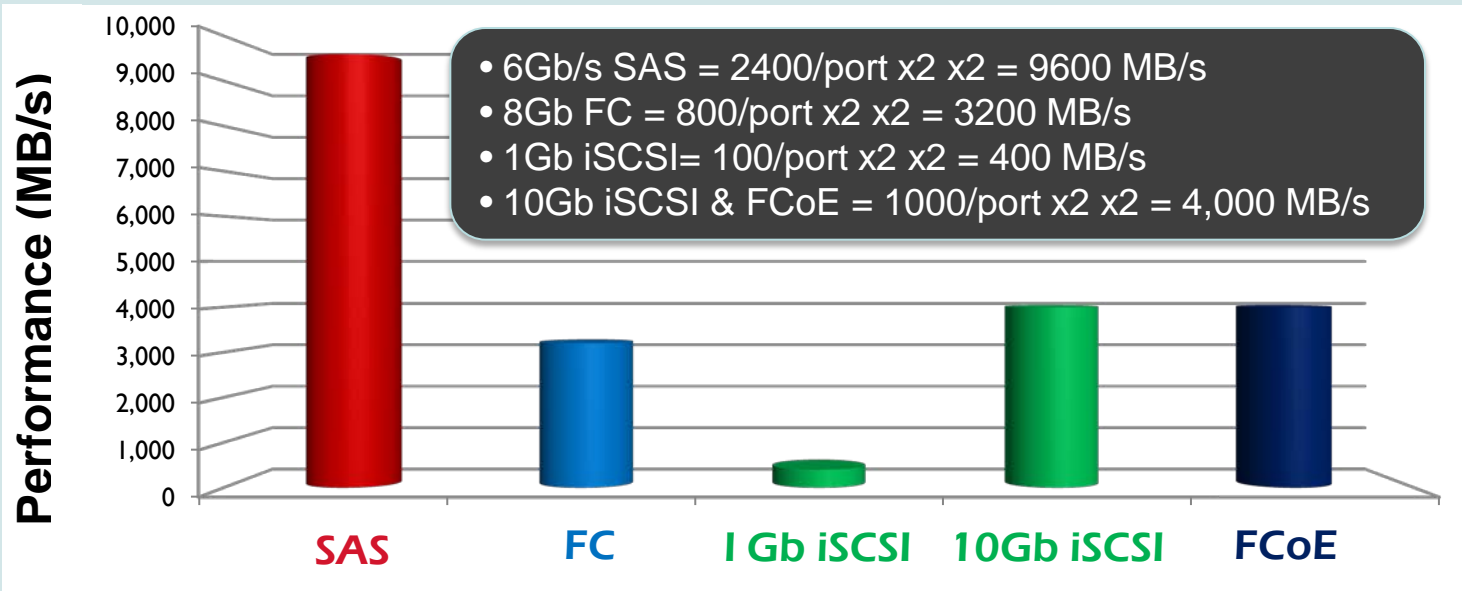 Performance (MB/s)
10,000
9,000
8,000
7,000
6,000
5,000
4,000
3,000
2,000
1,000
0
• 6Gb/s SAS = 2400/port x2 x2 = 9600 MB/s
• 8Gb FC = 800/port x2 x2 = 3200 MB/s
• 1Gb iSCSI= 100/port x2 x2 = 400 MB/s
• 10Gb iSCSI & FCoE = 1000/port x2 x2 = 4,000 MB/s
SAS FC 1 Gb iSCSI 10Gb iSCSI FCoE